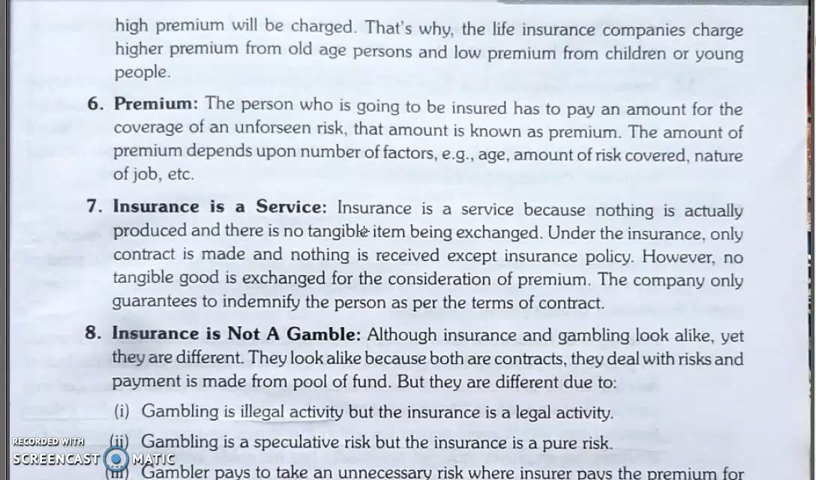 high premium will be charged. That's why, the life insurance companies charge
higher premium from old age persons and low premium from children or young
people.
6. Premium: The person who is going to be insured has to pay an amount for the
coverage of an unforseen risk, that amount is known as premium. The amount of
premium depends upon number of factors, e.g., age, amount of risk covered, nature
of job, etc.
7. Insurance is a Service: Insurance is a service because nothing is actually
produced and there is no tangible item being exchanged. Under the insurance, only
contract is made and nothing is received except insurance policy. However, no
tangible good is exchanged for the consideration of premium. The company only
guarantees to indemnify the person as per the terms of contract.
8. Insurance is Not A Gamble: Although insurance and gambling look alike, yet
they are different. They look alike because both are contracts, they deal with risks and
payment is made from pool of fund. But they are different due to:
(i) Gambling is illegal activity but the insurance is a legal activity.
(ii) Gambling is a speculative risk but the insurance is a pure risk.
(iii) Gambler pays to take an unnecessary risk where insurer pays the premium for
RECORDED WITH
SCREENCAST MATIC